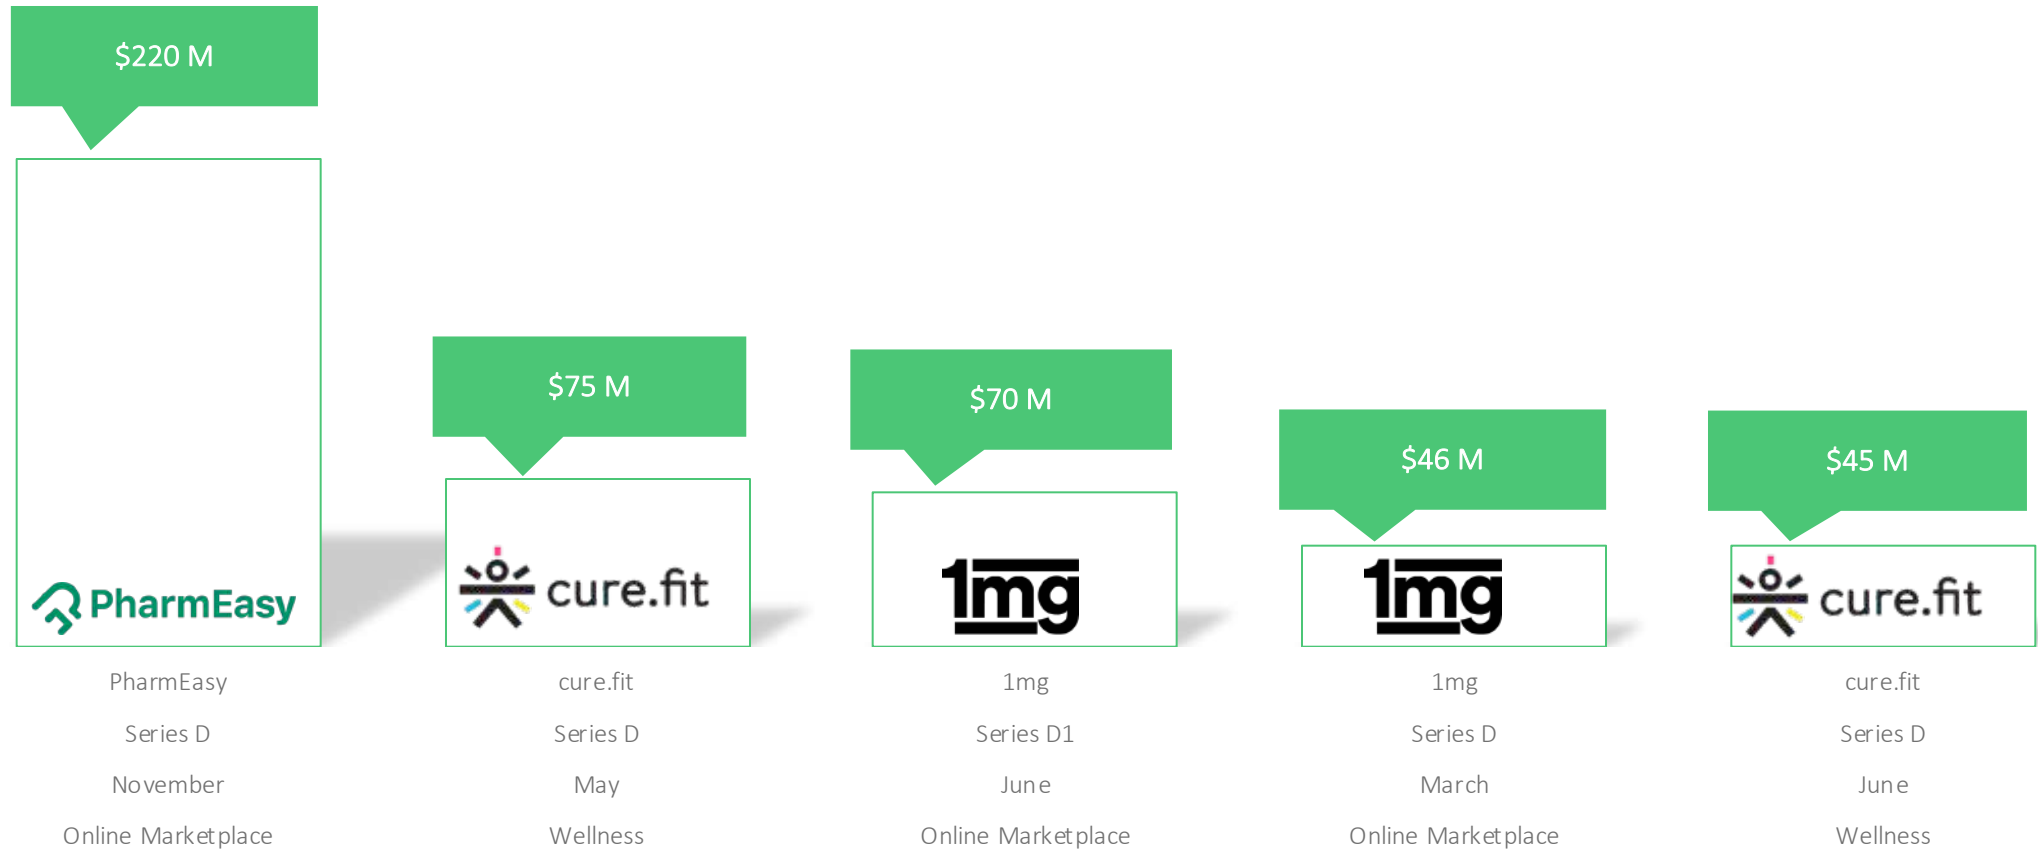 $220 M
$75 M
$70 M
$46 M
$45 M
PharmEasy
cure.fit
1mg
1mg
cure.fit
PharmEasy
cure.fit
1mg
1mg
cure.fit
Series D
Series D
Series D1
Series D
Series D
November
May
June
March
June
Online Marketplace
Wellness
Online Marketplace
Online Marketplace
Wellness